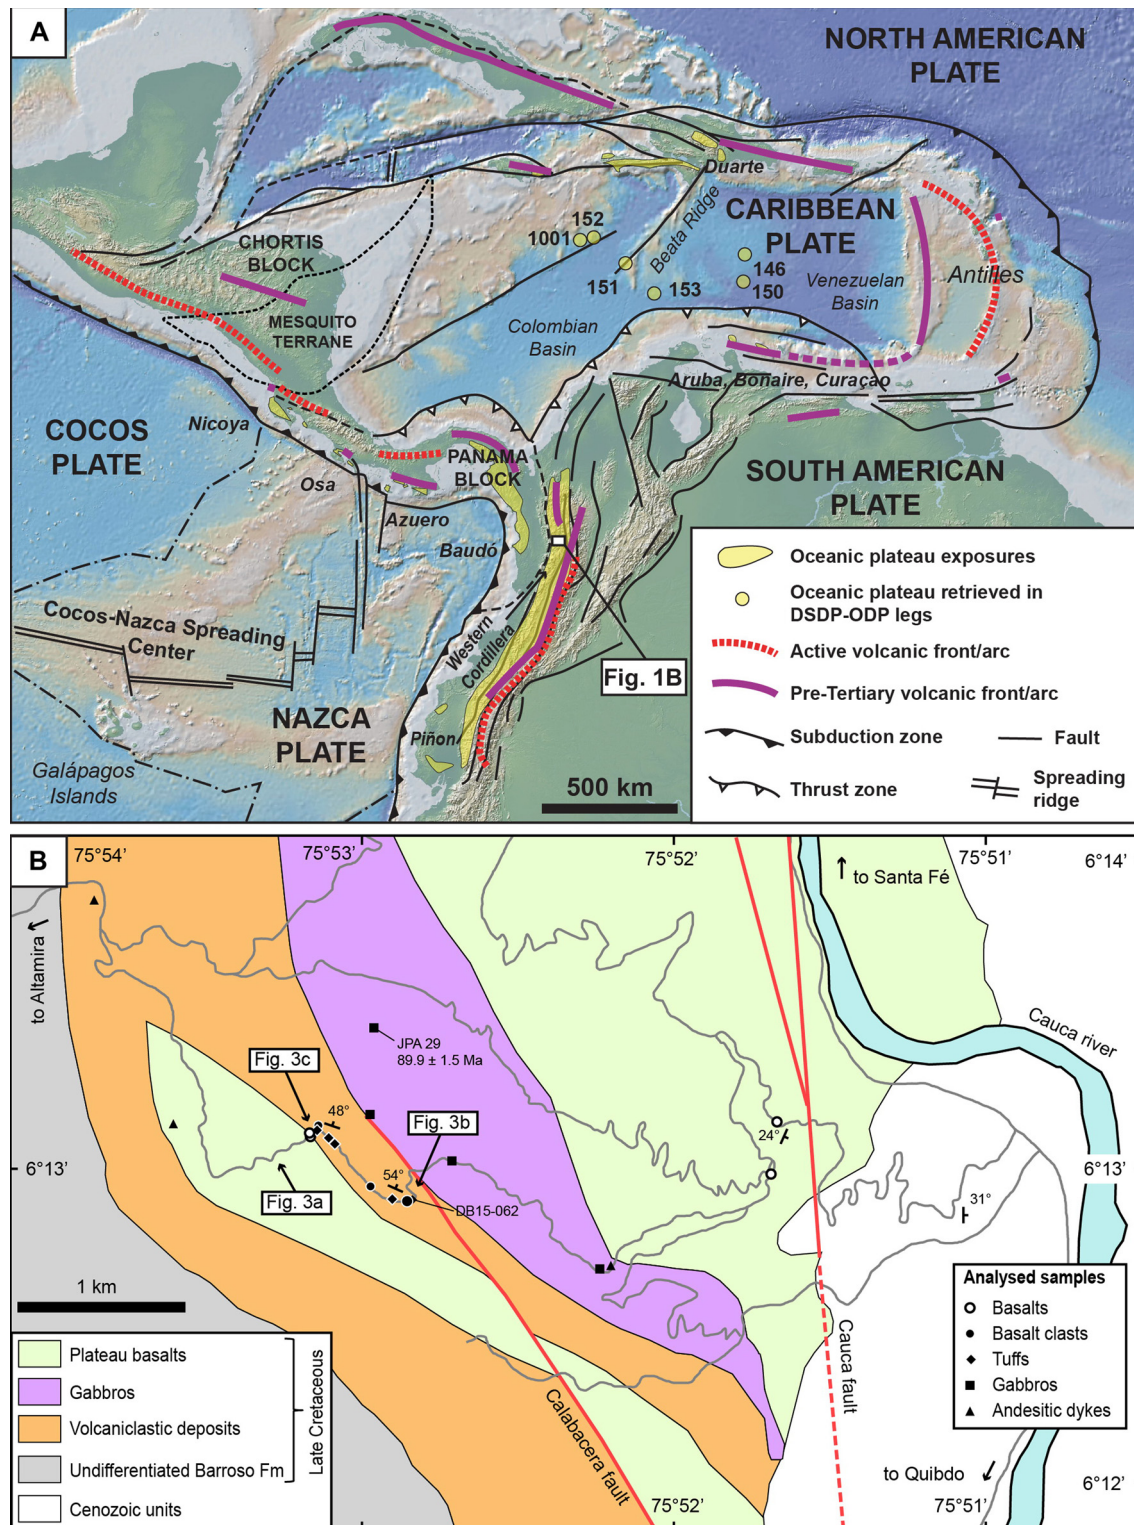 A
NORTH AMERICAN
PLATE
Duarte
CARIBBEAN
PLATE
Beata Ridge
152
1001
151
153
146
150
Venezuelan
Basin
Antilles
CHORTIS
BLOCK
MESQUITO
TERRANE
Colombian
Basin
Aruba, Bonaire, Curaçao
COCOS
PLATE
Nicoya
Osa
PANAMA
BLOCK
Azuero
Baudó
SOUTH AMERICAN
PLATE
Cocos-Nazca Spreading
Center
Western
Cordillera
Fig. 1B
NAZCA
PLATE
Piñon
Galápagos
Islands
500 km
Oceanic plateau exposures
Oceanic plateau retrieved in
DSDP-ODP legs
Active volcanic front/arc
Pre-Tertiary volcanic front/arc
Subduction zone
Fault
Thrust zone
Spreading
ridge
B
75°54’
75°53’
75°52’
75°51’
6°14’
to Santa Fé
to Altamira
Cauca river
JPA 29
89.9 ± 1.5 Ma
Fig. 3c
48°
Fig. 3b
24°
6°13’
6°13’
54°
Fig. 3a
DB15-062
31°
1 km
Analysed samples
Basalts
Basalt clasts
Tuffs
Gabbros
Andesitic dykes
Cauca fault
Calabacera fault
Plateau basalts
Gabbros
Volcaniclastic deposits
Undifferentiated Barroso Fm
Cenozoic units
Late Cretaceous
to Quibdo
6°12’
75°52’
75°51’